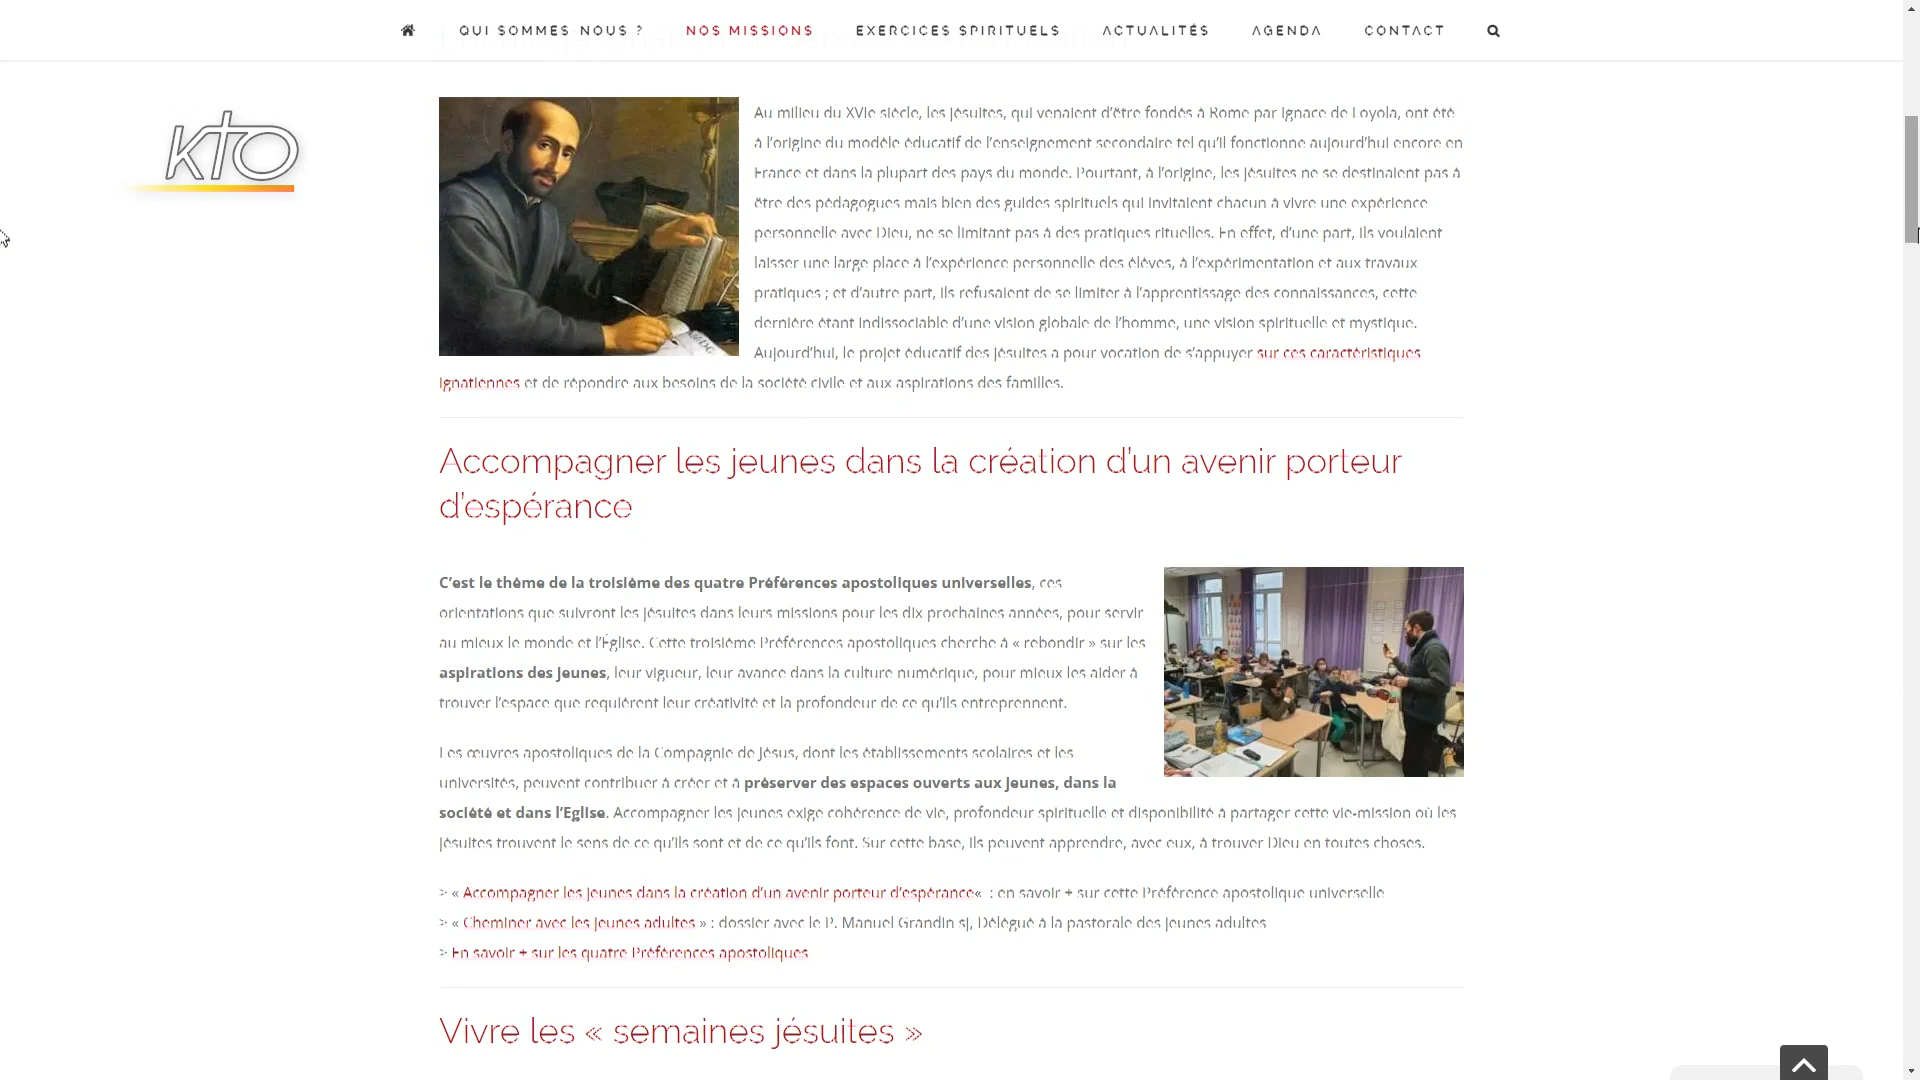 QUI SOMMES NOUS ? NOS MISSIONS EXERCICES SPIRITUELS ACTUALITÉS AGENDA CONTACT
KTO
Au milieu du XVIe siècle, les jésuites, qui venaient d’être fondés à Rome par Ignace de Loyola, ont été
à l’origine du modèle éducatif de l’enseignement secondaire tel qu’il fonctionne aujourd’hui encore en
France et dans la plupart des pays du monde. Pourtant, à l’origine, les jésuites ne se destinaient pas à
être des pédagogues mais bien des guides spirituels qui invitaient chacun à vivre une expérience
personnelle avec Dieu, ne se limitant pas à des pratiques rituelles. En effet, d’une part, ils voulaient
laisser une large place à l’expérience personnelle des élèves, à l’expérimentation et aux travaux
pratiques ; et d’autre part, ils refusaient de se limiter à l’apprentissage des connaissances, cette
dernière étant indissociable d’une vision globale de l’homme, une vision spirituelle et mystique.
Aujourd’hui, le projet éducatif des jésuites a pour vocation de s’appuyer sur ces caractéristiques
ignatiennes et de répondre aux besoins de la société civile et aux aspirations des familles.
Accompagner les jeunes dans la création d’un avenir porteur
d’espérance
C’est le thème de la troisième des quatre Préférences apostoliques universelles, ces
orientations que suivront les jésuites dans leurs missions pour les dix prochaines années, pour servir
au mieux le monde et l’Église. Cette troisième Préférences apostoliques cherche à « rebondir » sur les
aspirations des jeunes, leur vigueur, leur avance dans la culture numérique, pour mieux les aider à
trouver l’espace que requièrent leur créativité et la profondeur de ce qu’ils entreprennent.
Les œuvres apostoliques de la Compagnie de Jésus, dont les établissements scolaires et les
universités, peuvent contribuer à créer et à préserver des espaces ouverts aux jeunes, dans la
société et dans l’Eglise. Accompagner les jeunes exige cohérence de vie, profondeur spirituelle et disponibilité à partager cette vie-mission où les
jésuites trouvent le sens de ce qu’ils sont et de ce qu’ils font. Sur cette base, ils peuvent apprendre, avec eux, à trouver Dieu en toutes choses.
> « Accompagner les jeunes dans la création d’un avenir porteur d’espérance« : en savoir + sur cette Préférence apostolique universelle
> « Cheminer avec les jeunes adultes » : dossier avec le P. Manuel Grandin sj, Délégué à la pastorale des jeunes adultes
> En savoir + sur les quatre Préférences apostoliques
Vivre les « semaines jésuites »